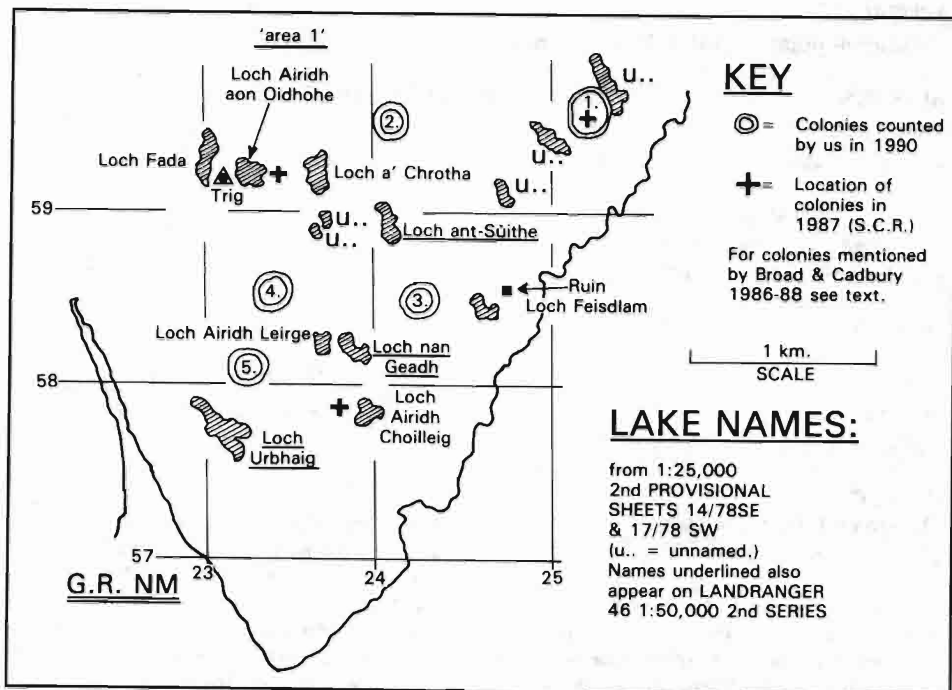 'area 1'
Loch Airidh
aon Oidhohe
Loch Fada
Trig
Loch a' Chrotha
2.
1.
u..
u..
u..
59
u..
u..
Loch ant-Sùithe
4.
3.
Ruin
Loch Feisdlam
Loch Airidh Leirge
Loch nan
Geadh
5.
58
Loch
Airidh
Choilleig
Loch
Urbhaig
57
23
24
25
G.R. NM
KEY
= Colonies counted
by us in 1990
= Location of
colonies in
1987 (S.C.R.)
For colonies mentioned
by Broad & Cadbury
1986-88 see text.
1 km.
SCALE
LAKE NAMES:
from 1:25,000
2nd PROVISIONAL
SHEETS 14/78SE
& 17/78 SW
(u.. = unnamed.)
Names underlined also
appear on LANDRANGER
46 1:50,000 2nd SERIES